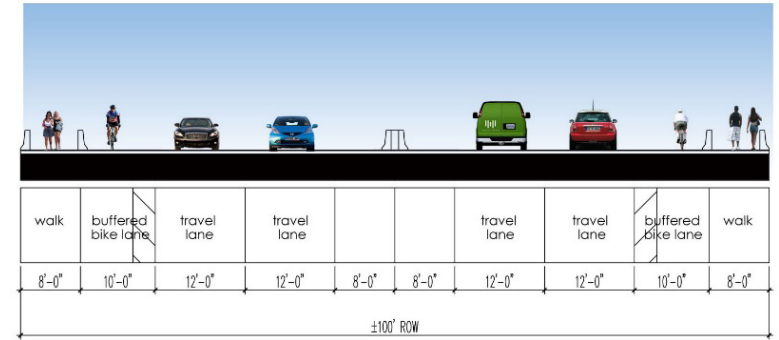 walk
buffered
bike lane
travel
lane
travel
lane
travel
lane
travel
lane
buffered
bike lane
walk
8'-0" 10'-0" 12'-0" 12'-0" 8'-0" 8'-0" 12'-0" 12'-0" 10'-0" 8'-0"
±100' ROW